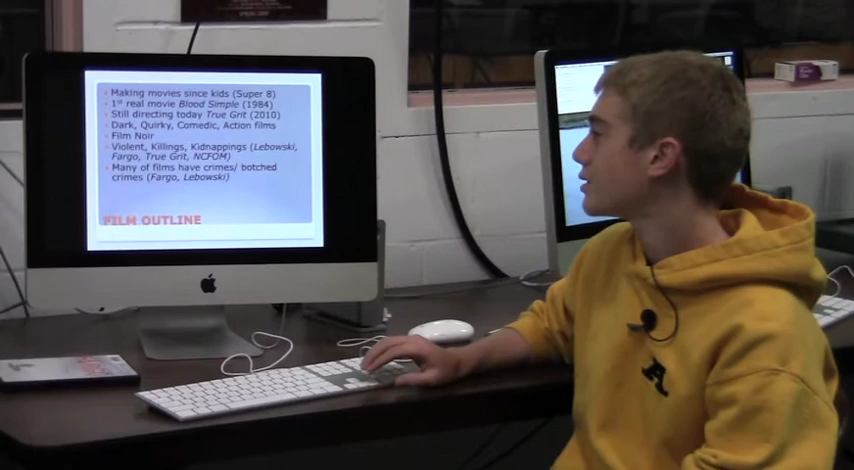 Making movies since kids (Super 8)
1st real movie Blood Simple (1984)
Still directing today True Grit (2010)
Dark, Quirky, Comedic, Action films
Film Noir
Violent, Killings, Kidnappings (Lebowski,
Fargo, True Grit, NCFOM)
Many of films have crimes/ botched
crimes (Fargo, Lebowski)
FILM OUTLINE
A